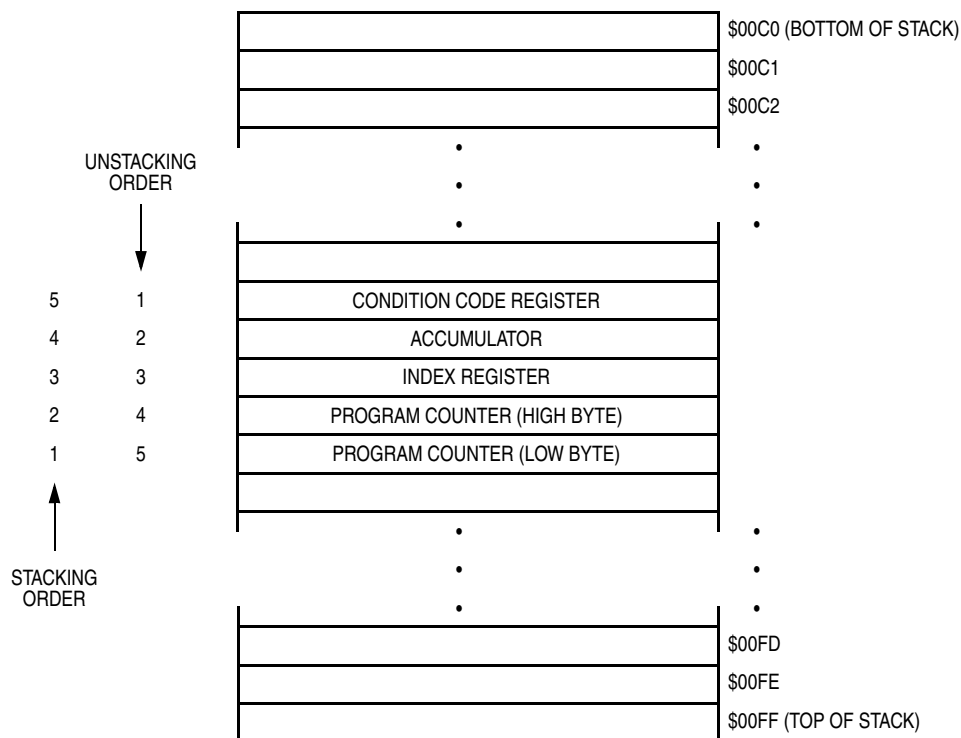 $00C0 (BOTTOM OF STACK)
$00C1
$00C2
UNSTACKING
ORDER
5 1 CONDITION CODE REGISTER
4 2 ACCUMULATOR
3 3 INDEX REGISTER
2 4 PROGRAM COUNTER (HIGH BYTE)
1 5 PROGRAM COUNTER (LOW BYTE)
STACKING
ORDER
$00FD
$00FE
$00FF (TOP OF STACK)